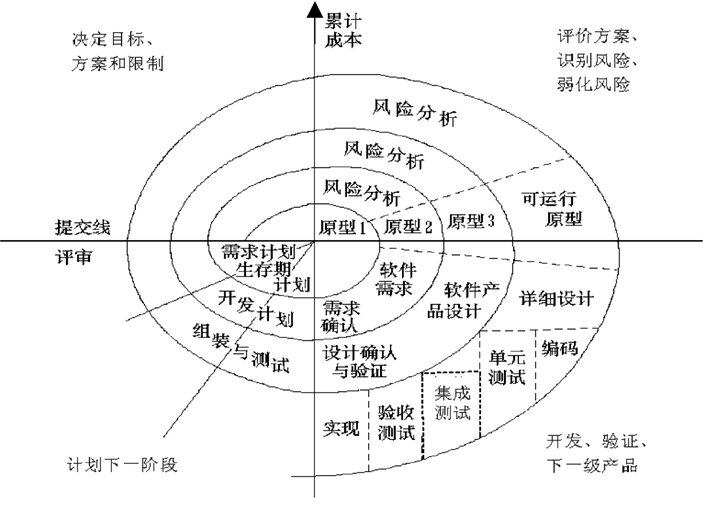 累计
成本
决定目标、
方案和限制
评价方案、
识别风险、
弱化风险
风险分析
风险分析
风险分析
可运行
原型
原型1
原型2
原型3
提交线
评审
需求计划
生存期
计划
开发计划
组装与测试
软件
需求
需求
确认
软件产
品设计
详细设计
设计确认
与验证
单元
测试
编码
集成
测试
验收
测试
实现
计划下一阶段
开发、验证、
下一级产品